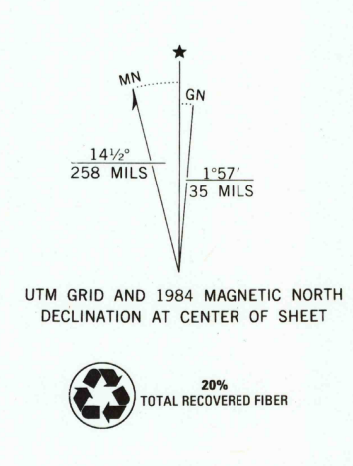 ★
MN
GN
14½°
258 MILS
1°57'
35 MILS
UTM GRID AND 1984 MAGNETIC NORTH
DECLINATION AT CENTER OF SHEET
20%
TOTAL RECOVERED FIBER